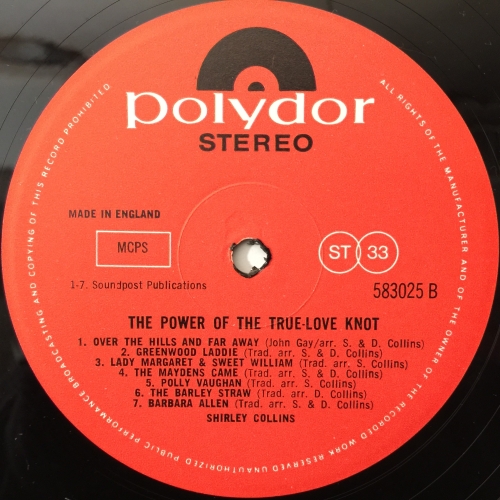 polydor
STEREO
MADE IN ENGLAND
MCPS
ST 33
1-7. Soundpost Publications
583025 B
THE POWER OF THE TRUE-LOVE KNOT
1. OVER THE HILLS AND FAR AWAY (John Gay/arr. S. & D. Collins)
2. GREENWOOD LADDIE (Trad. arr. S. & D. Collins)
3. LADY MARGARET & SWEET WILLIAM (Trad. arr. S. Collins)
4. THE MAYDENS CAME (Trad. arr. S. & D. Collins)
5. POLLY VAUGHAN (Trad. arr. S. Collins)
6. THE BARLEY STRAW (Trad. arr. D. Collins)
7. BARBARA ALLEN (Trad. arr. S. & D. Collins)
SHIRLEY COLLINS
ALL RIGHTS OF THE MANUFACTURER AND OF THE OWNER OF THE RECORDED WORK RESERVED UNAUTHORIZED PUBLIC PERFORMANCE BROADCASTING AND COPYING OF THIS RECORD PROHIBITED